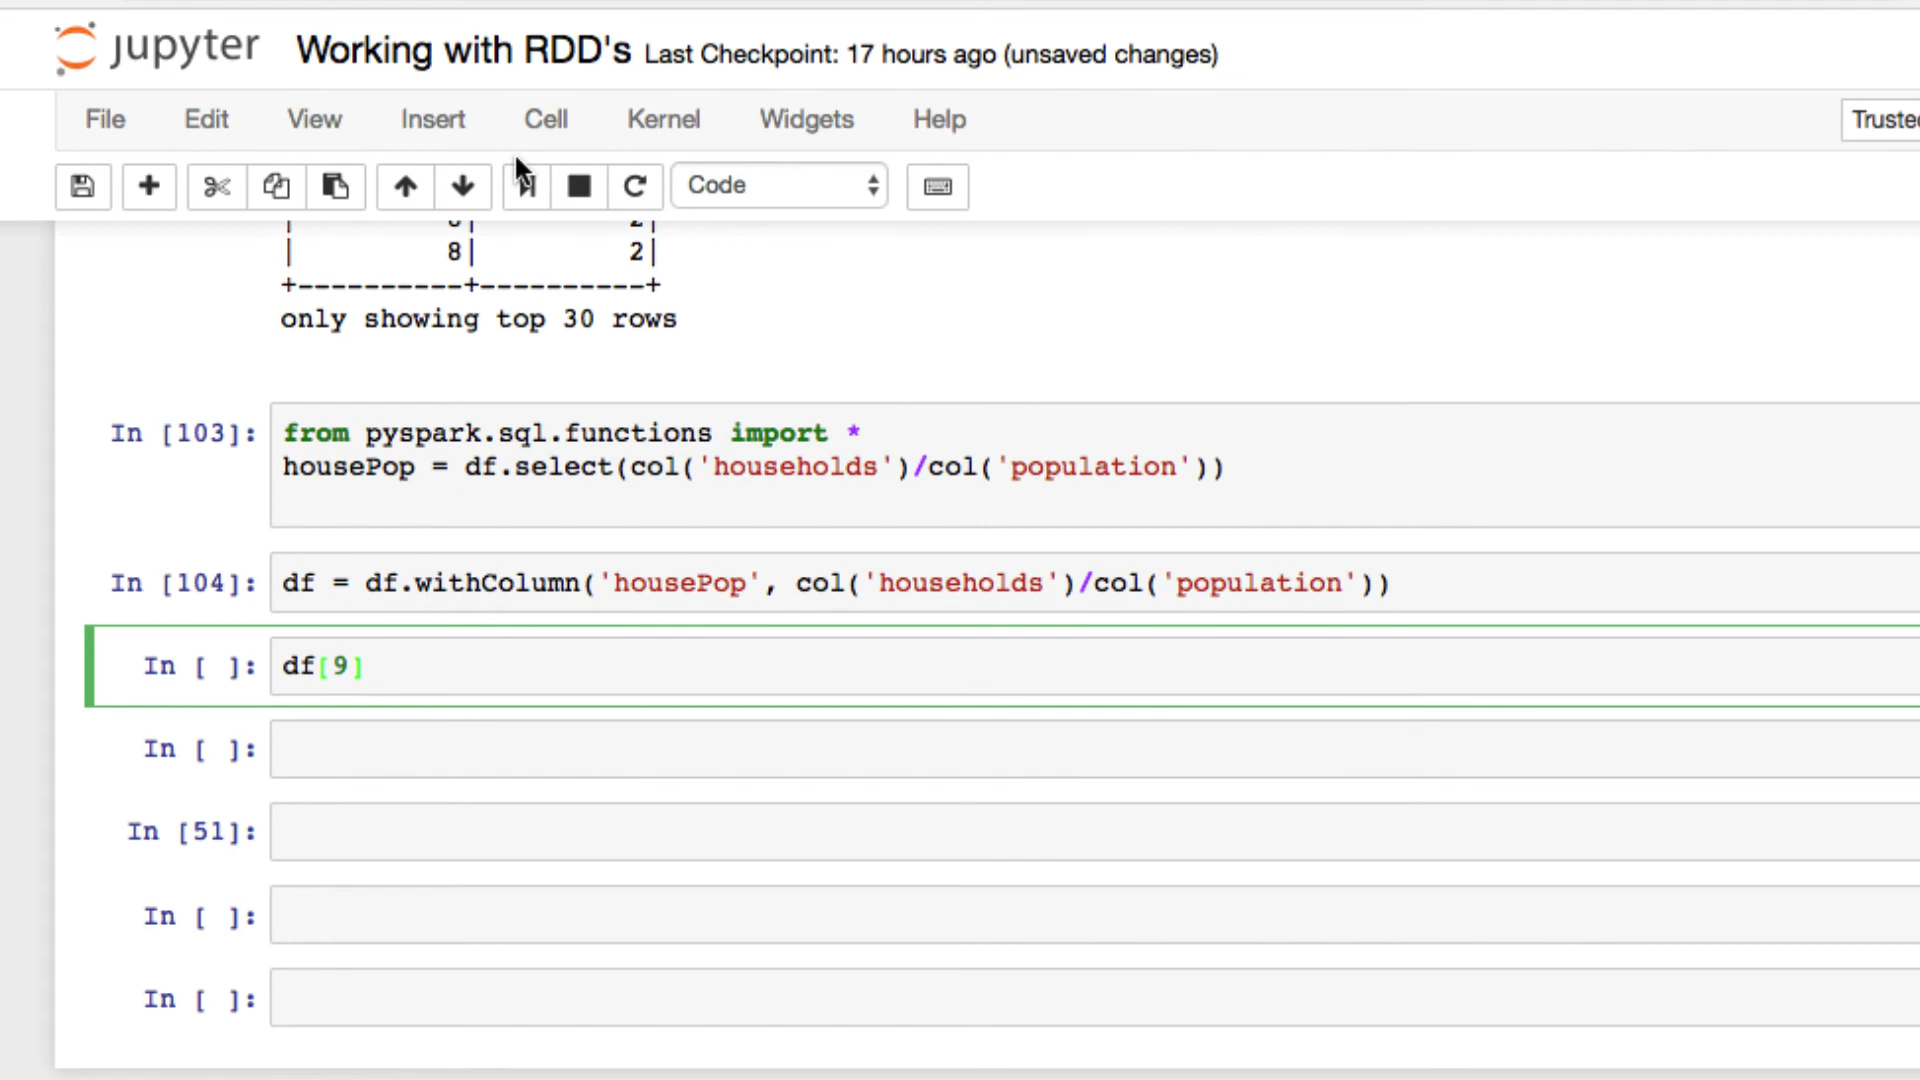 jupyter Working with RDD's Last Checkpoint: 17 hours ago (unsaved changes)
File Edit View Insert Cell Kernel Widgets Help
Code
| 8| 2|
+----------+----------+
only showing top 30 rows
In [103]: from pyspark.sql.functions import *
housePop = df.select(col('households')/col('population'))
In [104]: df = df.withColumn('housePop', col('households')/col('population'))
In [ ]: df[9]
In [ ]:
In [51]:
In [ ]:
In [ ]: